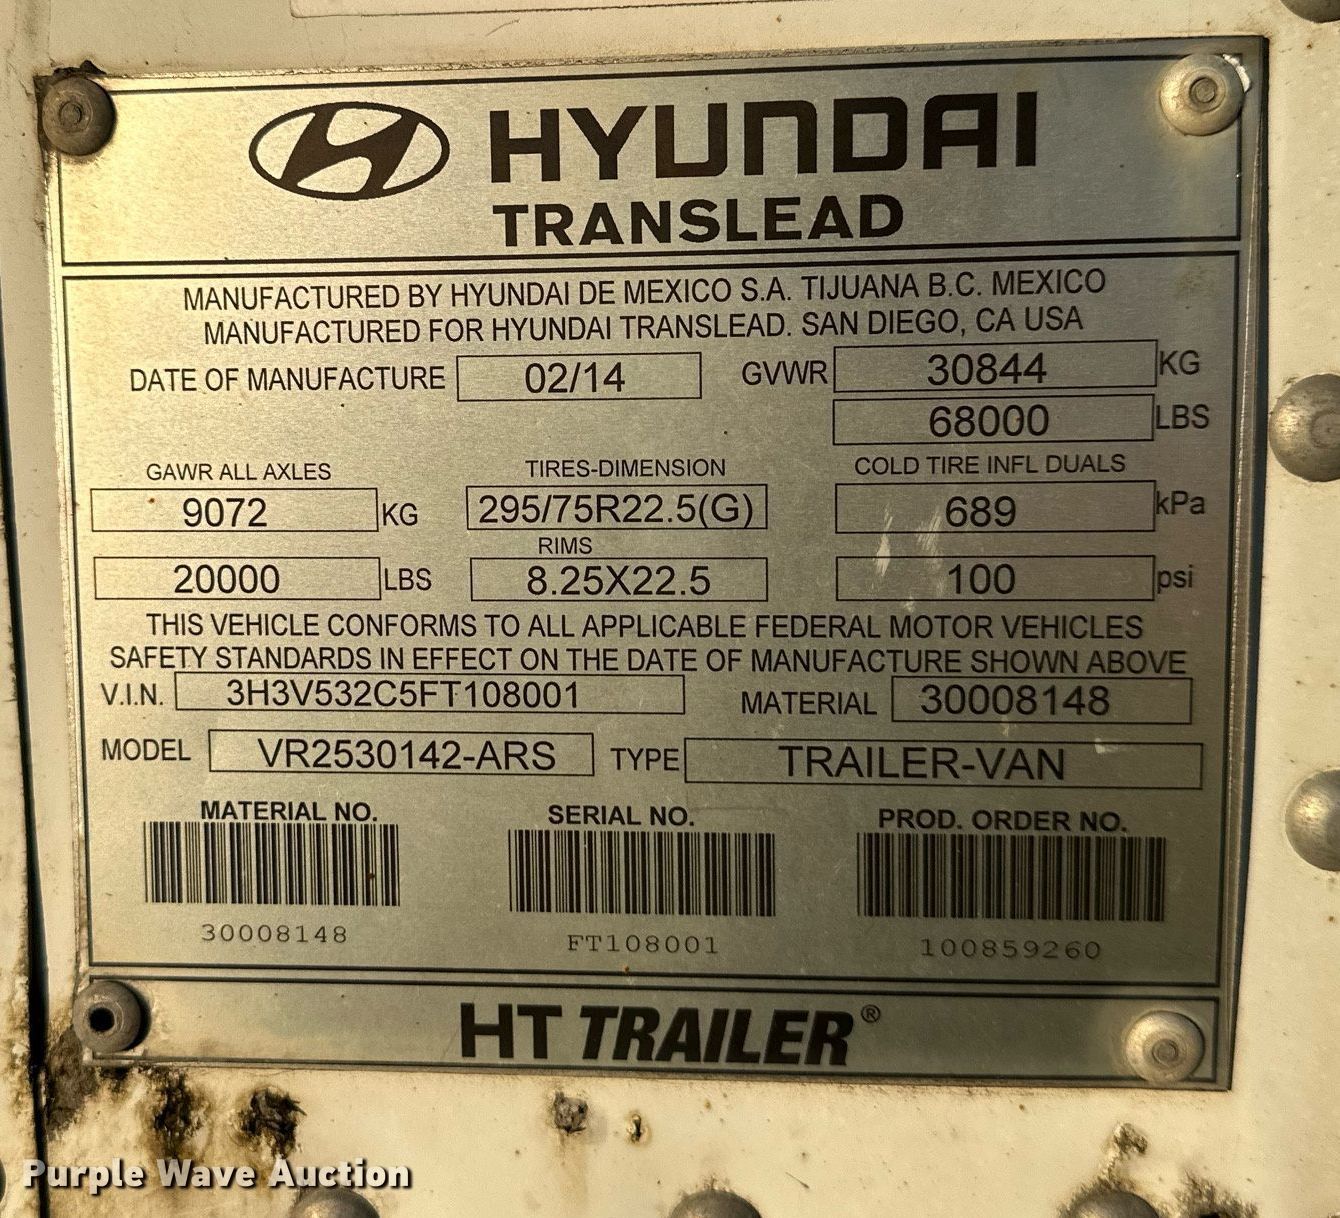 HYUNDAI
TRANSLEAD
MANUFACTURED BY HYUNDAI DE MEXICO S.A. TIJUANA B.C. MEXICO
MANUFACTURED FOR HYUNDAI TRANSLEAD. SAN DIEGO, CA USA
DATE OF MANUFACTURE 02/14 GVWR 30844 KG
68000 LBS
GAWR ALL AXLES TIRES-DIMENSION COLD TIRE INFL DUALS
9072 KG 295/75R22.5(G) 689 kPa
RIMS
20000 LBS 8.25X22.5 100 psi
THIS VEHICLE CONFORMS TO ALL APPLICABLE FEDERAL MOTOR VEHICLES
SAFETY STANDARDS IN EFFECT ON THE DATE OF MANUFACTURE SHOWN ABOVE
V.I.N. 3H3V532C5FT108001 MATERIAL 30008148
MODEL VR2530142-ARS TYPE TRAILER-VAN
MATERIAL NO. SERIAL NO. PROD. ORDER NO.
30008148 FT108001 100859260
HT TRAILER®
Purple Wave Auction